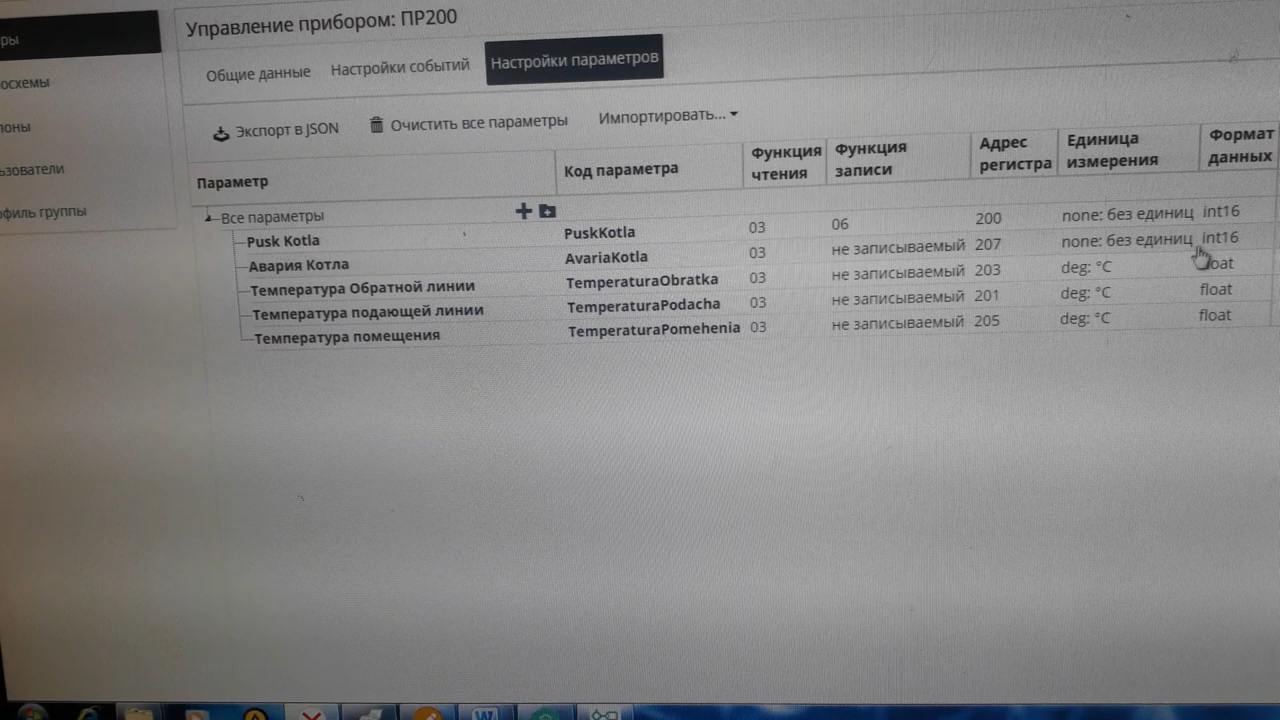 Управление прибором: ПР200
ры
Общие данные Настройки событий Настройки параметров
осхемы
Экспорт в JSON Очистить все параметры Импортировать...
оны
ьзователи
офиль группы
Параметр Код параметра Функция чтения Функция записи Адрес регистра Единица измерения Формат данных
Все параметры
Pusk Kotla PuskKotla 03 06 200 none: без единиц int16
Авария Котла AvariaKotla 03 не записываемый 207 none: без единиц int16
Температура Обратной линии TemperaturaObratka 03 не записываемый 203 deg: °C float
Температура подающей линии TemperaturaPodacha 03 не записываемый 201 deg: °C float
Температура помещения TemperaturaPomehenia 03 не записываемый 205 deg: °C float